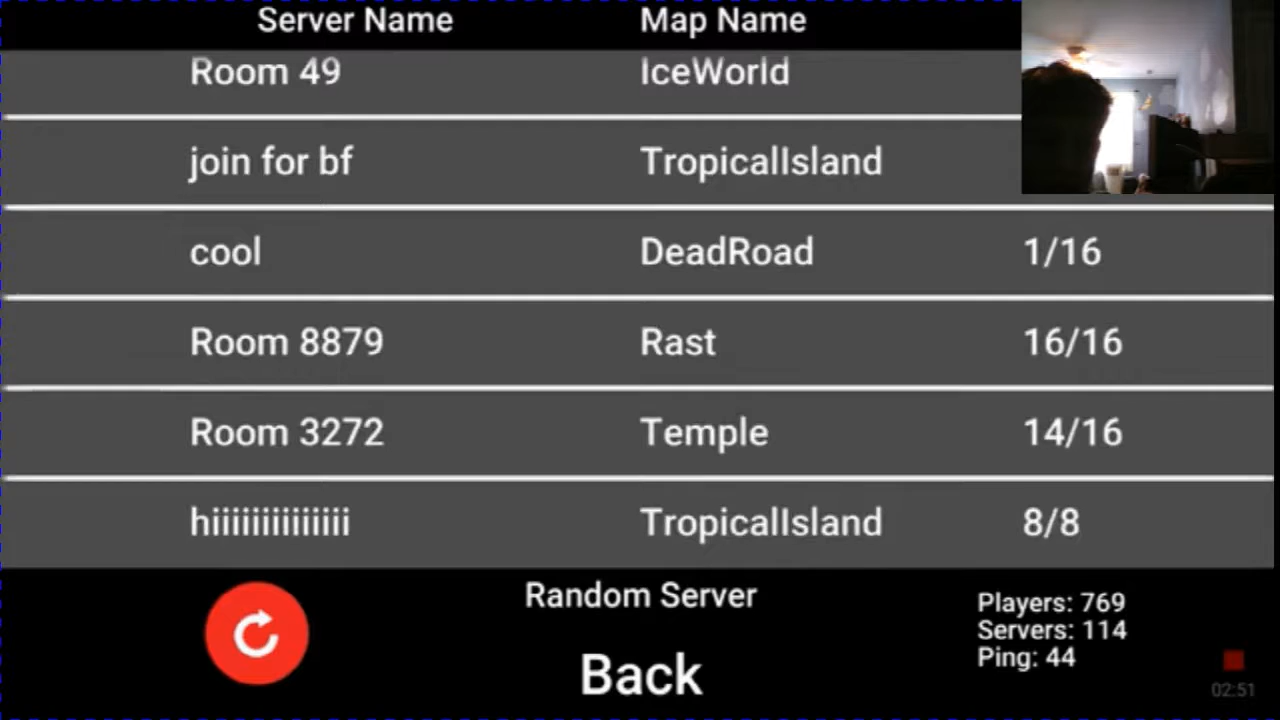 Server Name Map Name
Room 49 IceWorld
join for bf TropicalIsland
cool DeadRoad 1/16
Room 8879 Rast 16/16
Room 3272 Temple 14/16
hiiiiiiiiiiiiii TropicalIsland 8/8
Random Server
Back
Players: 769
Servers: 114
Ping: 44
02:51